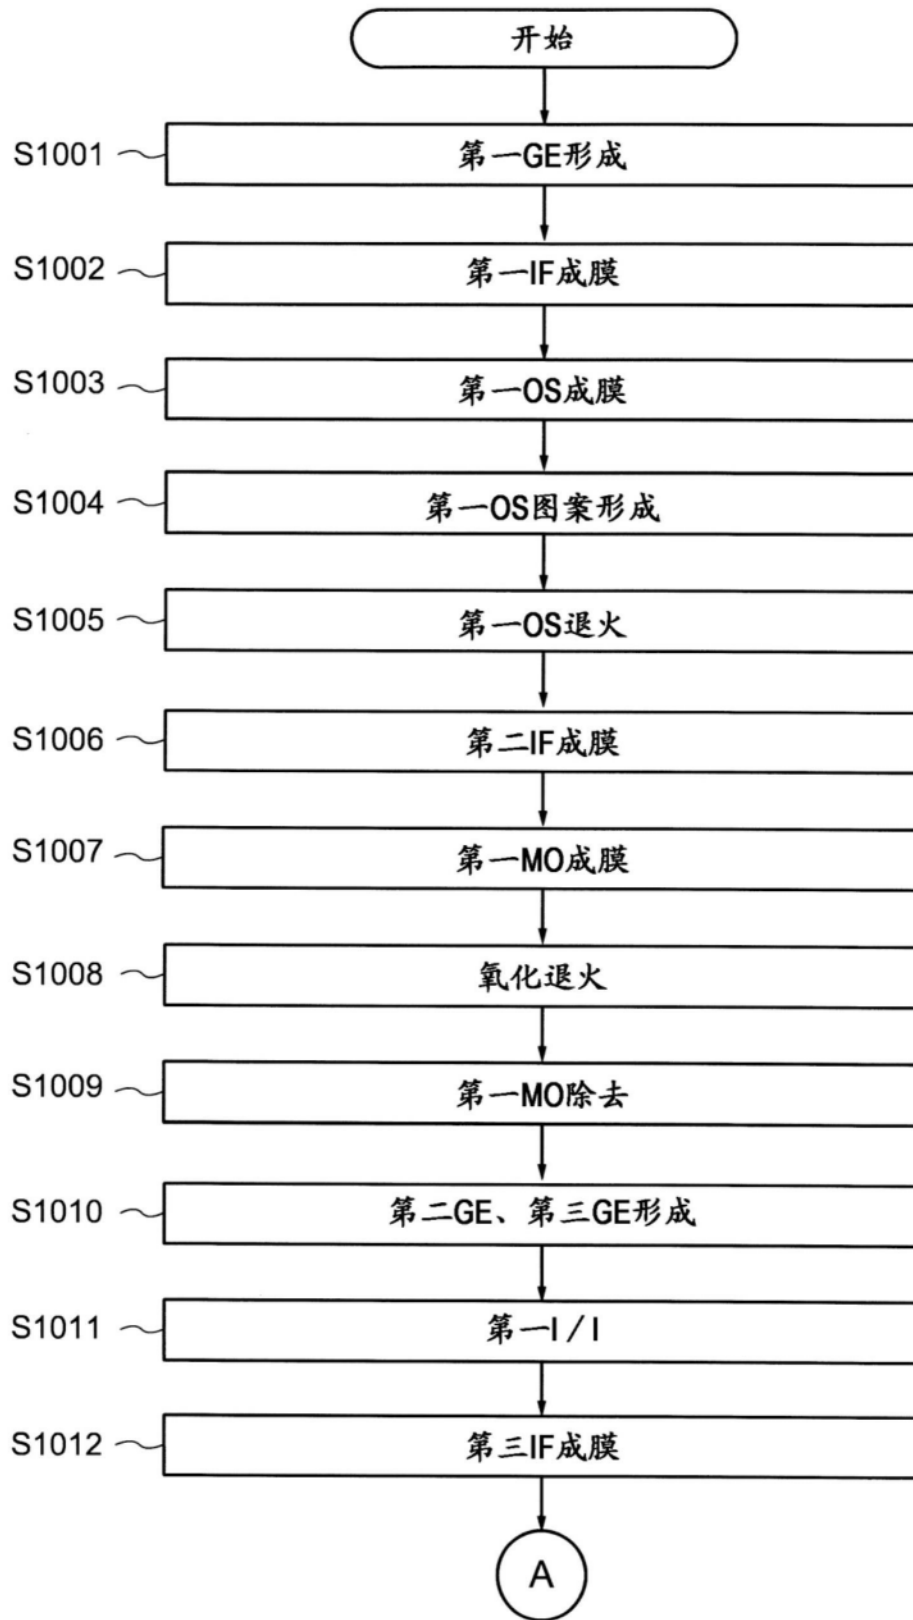 开始
S1001 第一GE形成
S1002 第一IF成膜
S1003 第一OS成膜
S1004 第一OS图案形成
S1005 第一OS退火
S1006 第二IF成膜
S1007 第一MO成膜
S1008 氧化退火
S1009 第一MO除去
S1010 第二GE、第三GE形成
S1011 第一I/I
S1012 第三IF成膜
A